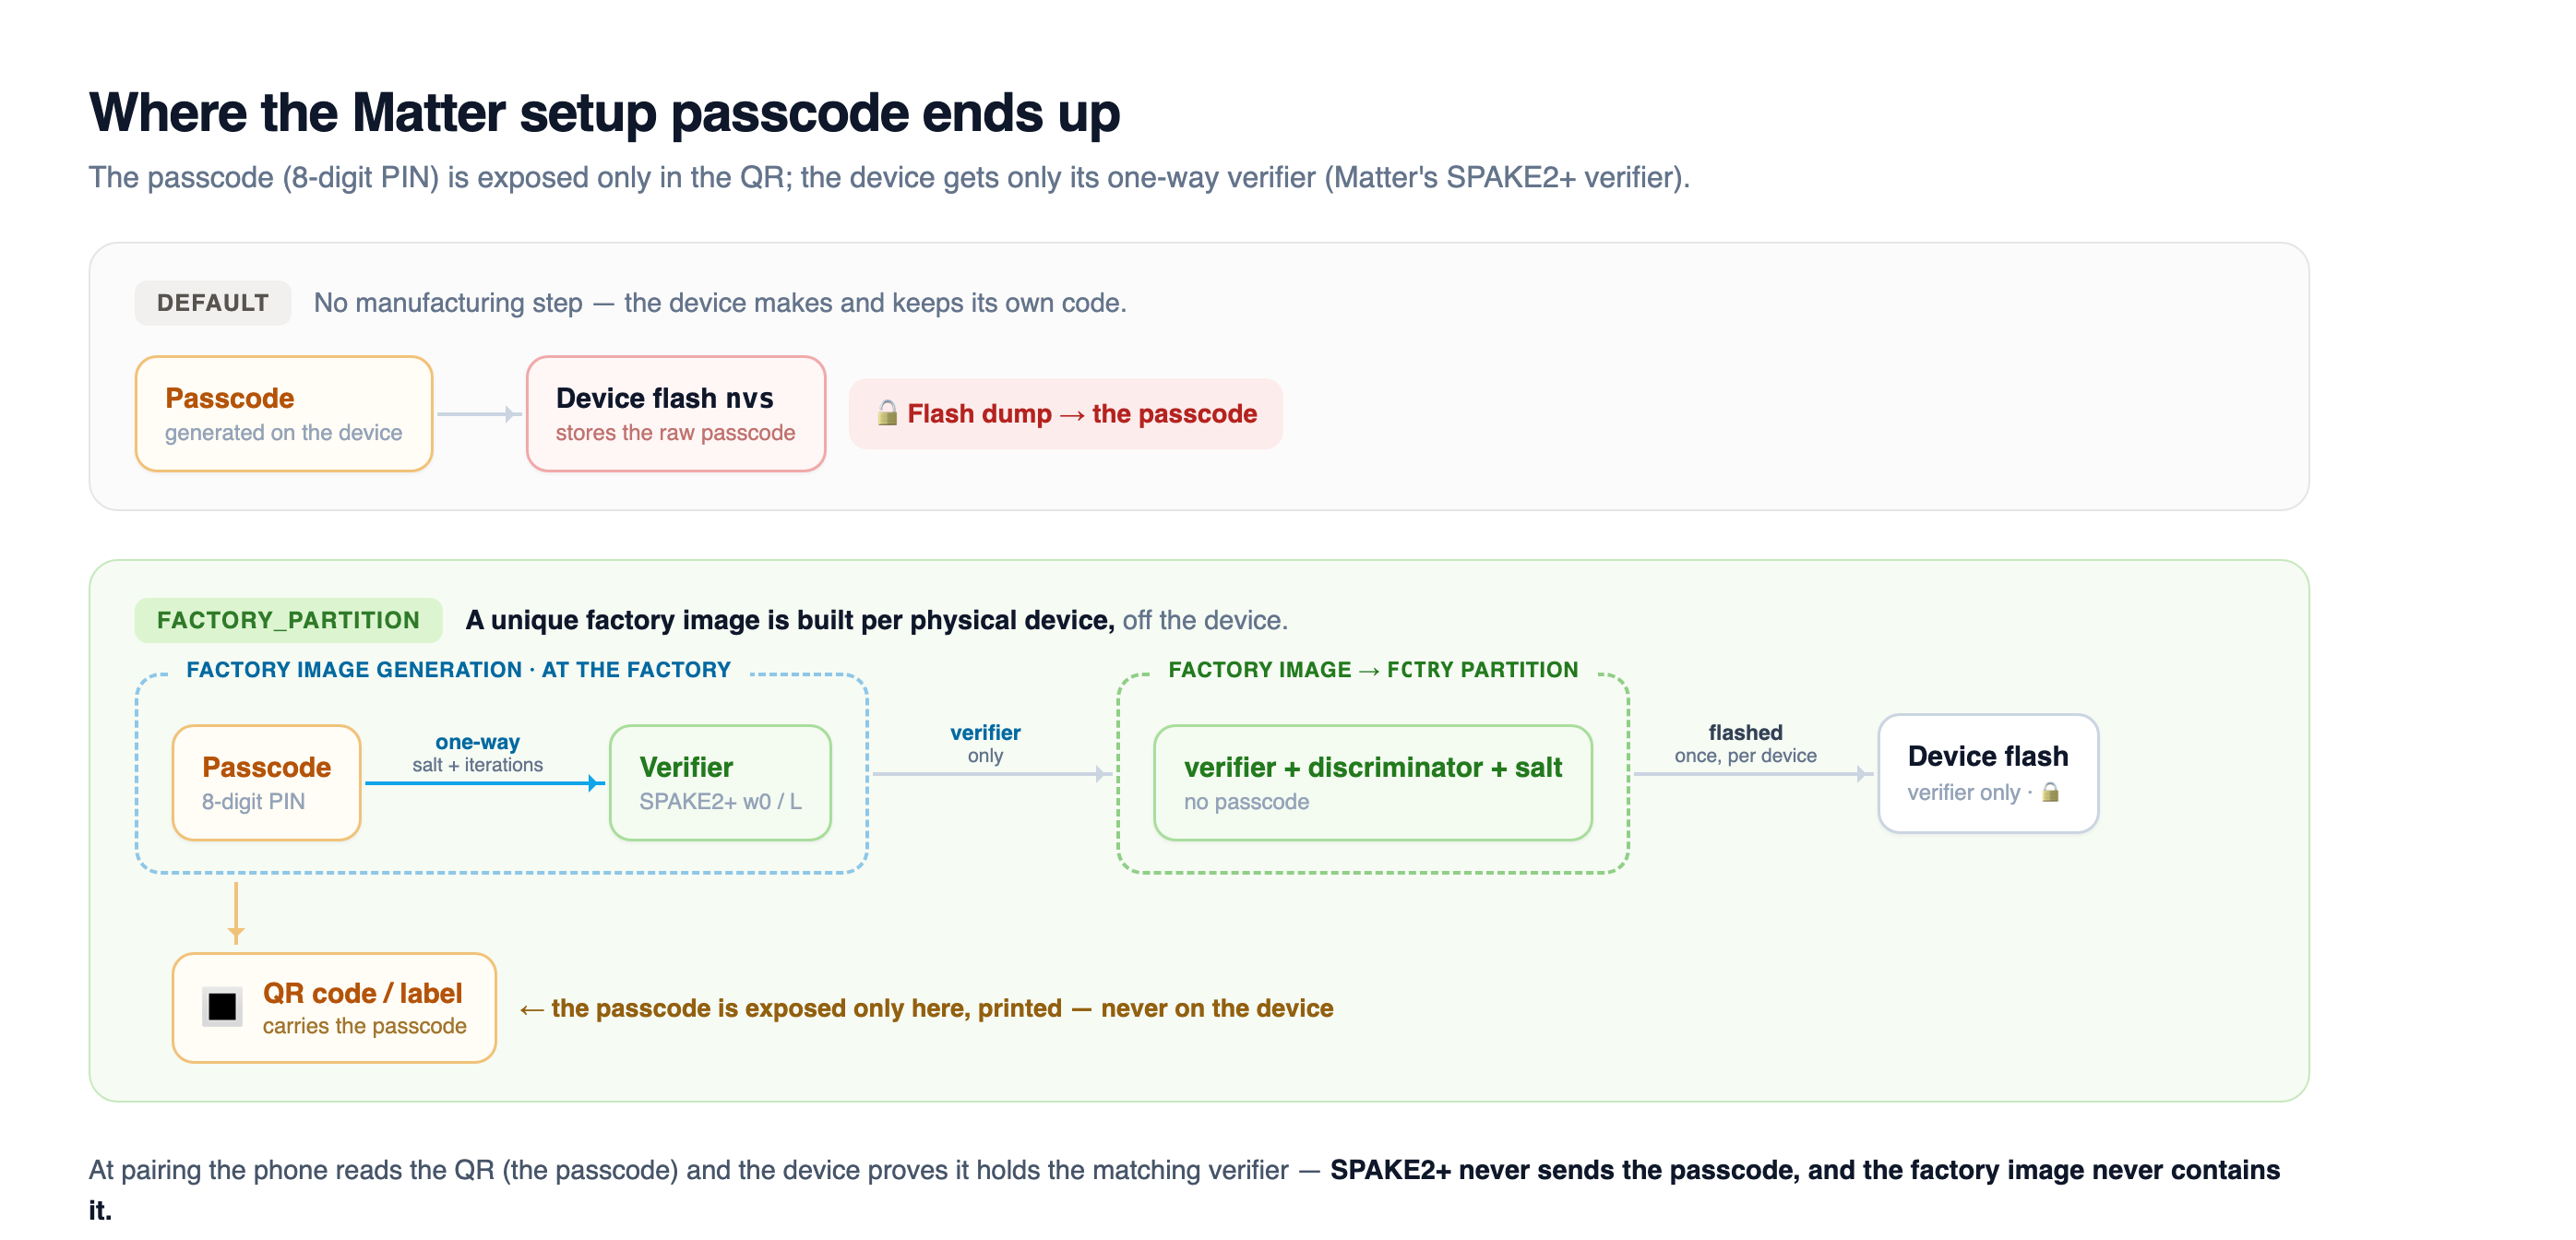 Where the Matter setup passcode ends up
The passcode (8-digit PIN) is exposed only in the QR; the device gets only its one-way verifier (Matter's SPAKE2+ verifier).
DEFAULT No manufacturing step — the device makes and keeps its own code.
Passcode
generated on the device
Device flash nvs
stores the raw passcode
🔒 Flash dump → the passcode
FACTORY_PARTITION A unique factory image is built per physical device, off the device.
FACTORY IMAGE GENERATION · AT THE FACTORY
Passcode
8-digit PIN
one-way
salt + iterations
Verifier
SPAKE2+ w0 / L
verifier
only
FACTORY IMAGE → FCTRY PARTITION
verifier + discriminator + salt
no passcode
flashed
once, per device
Device flash
verifier only · 🔒
QR code / label
carries the passcode
← the passcode is exposed only here, printed — never on the device
At pairing the phone reads the QR (the passcode) and the device proves it holds the matching verifier — SPAKE2+ never sends the passcode, and the factory image never contains
it.